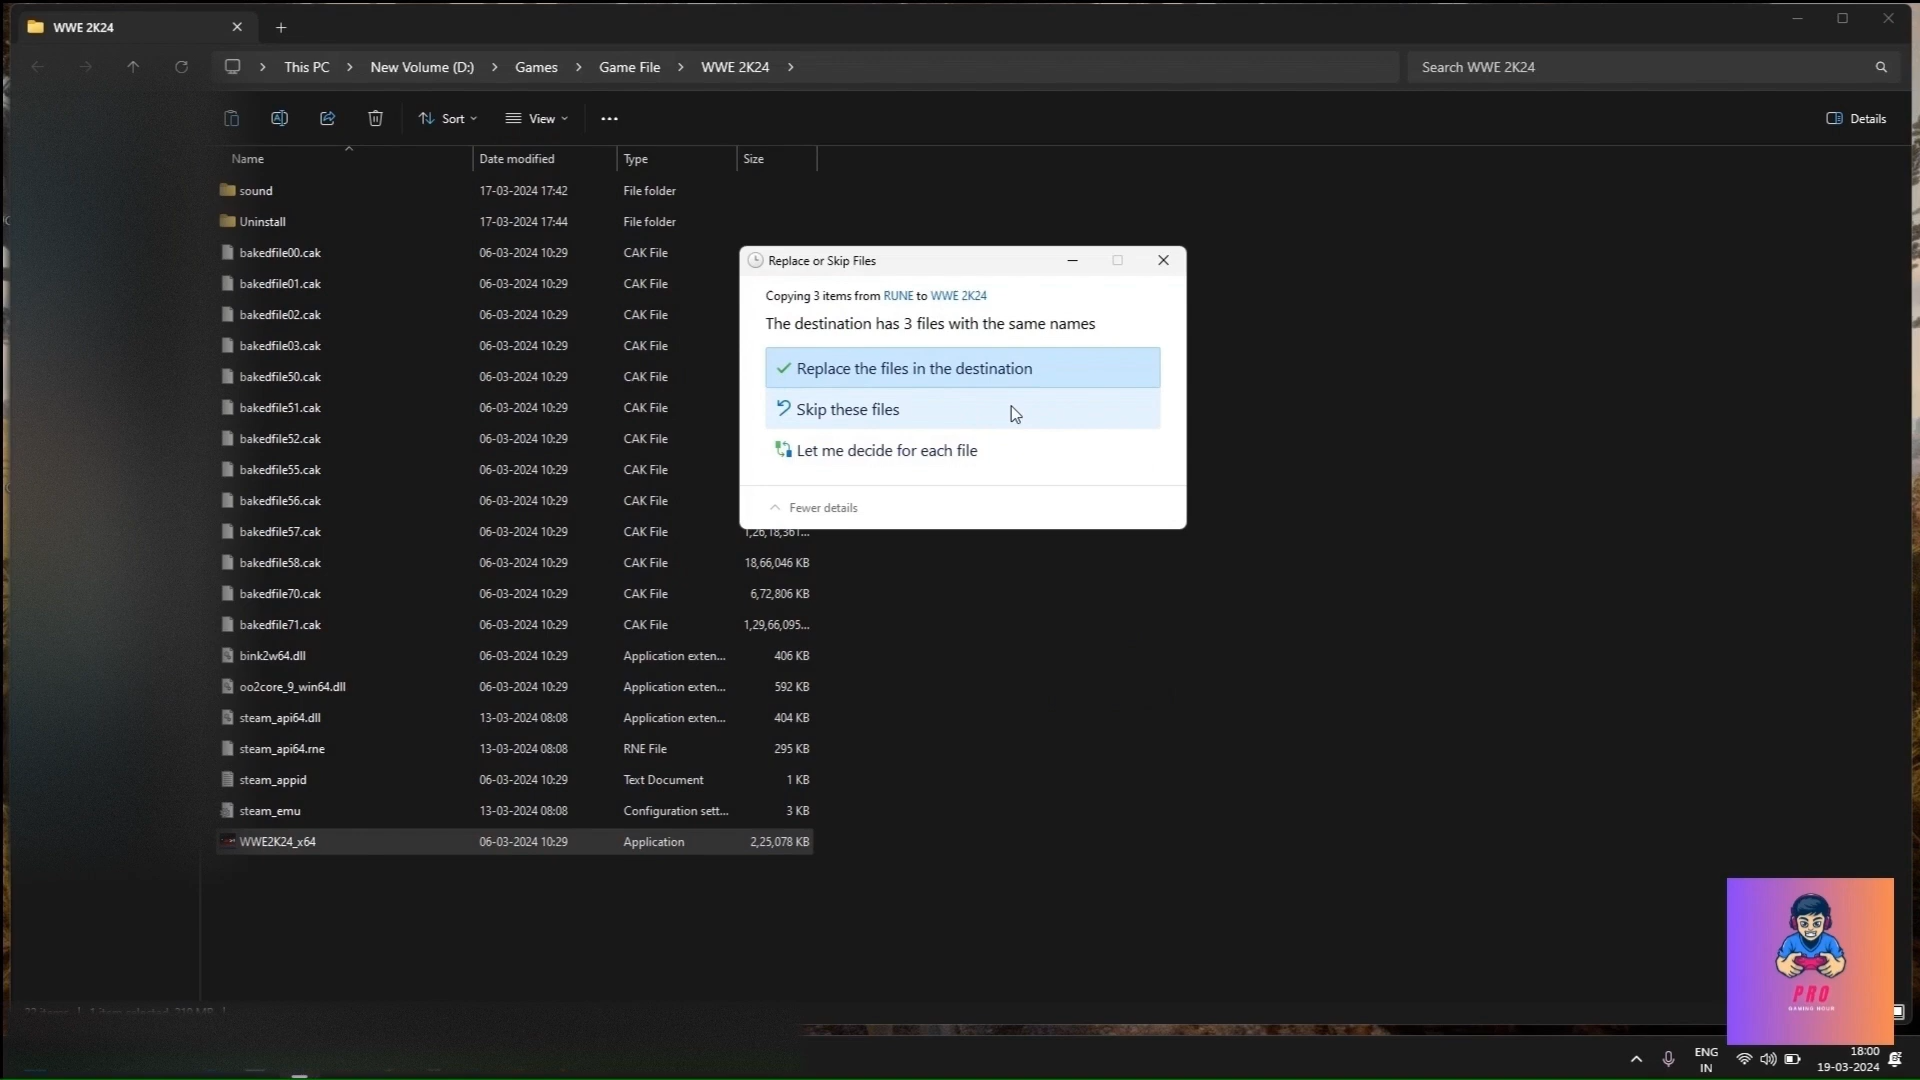 WWE 2K24
This PC > New Volume (D:) > Games > Game File > WWE 2K24 >
Search WWE 2K24
Sort
View
Details
Name Date modified Type Size
sound 17-03-2024 17:42 File folder
Uninstall 17-03-2024 17:44 File folder
bakedfile00.cak 06-03-2024 10:29 CAK File
bakedfile01.cak 06-03-2024 10:29 CAK File
bakedfile02.cak 06-03-2024 10:29 CAK File
bakedfile03.cak 06-03-2024 10:29 CAK File
bakedfile50.cak 06-03-2024 10:29 CAK File
bakedfile51.cak 06-03-2024 10:29 CAK File
bakedfile52.cak 06-03-2024 10:29 CAK File
bakedfile55.cak 06-03-2024 10:29 CAK File
bakedfile56.cak 06-03-2024 10:29 CAK File
bakedfile57.cak 06-03-2024 10:29 CAK File 1,26,18,361...
bakedfile58.cak 06-03-2024 10:29 CAK File 18,66,046 KB
bakedfile70.cak 06-03-2024 10:29 CAK File 6,72,806 KB
bakedfile71.cak 06-03-2024 10:29 CAK File 1,29,66,095...
bink2w64.dll 06-03-2024 10:29 Application exten... 406 KB
oo2core_9_win64.dll 06-03-2024 10:29 Application exten... 592 KB
steam_api64.dll 13-03-2024 08:08 Application exten... 404 KB
steam_api64.rne 13-03-2024 08:08 RNE File 295 KB
steam_appid 06-03-2024 10:29 Text Document 1 KB
steam_emu 13-03-2024 08:08 Configuration sett... 3 KB
WWE2K24_x64 06-03-2024 10:29 Application 2,25,078 KB
Replace or Skip Files
Copying 3 items from RUNE to WWE 2K24
The destination has 3 files with the same names
Replace the files in the destination
Skip these files
Let me decide for each file
Fewer details
PRO
GAMING HOUR
ENG
IN
18:00
19-03-2024